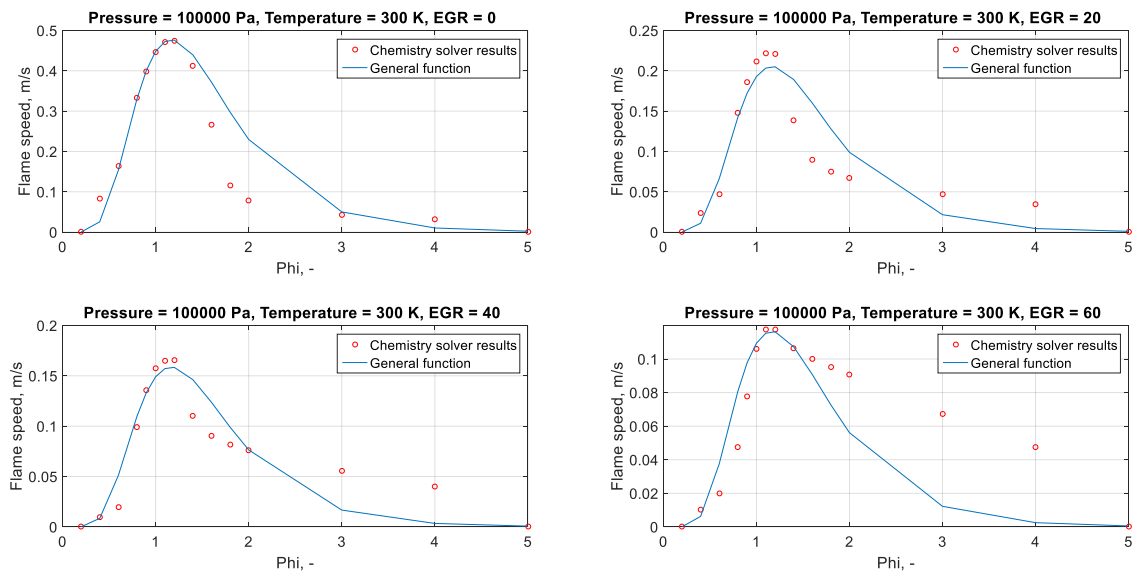 Pressure = 100000 Pa, Temperature = 300 K, EGR = 0
0.5
0.4
0.3
0.2
0.1
0
Flame speed, m/s
Chemistry solver results
General function
0 1 2 3 4 5
Phi, -
Pressure = 100000 Pa, Temperature = 300 K, EGR = 20
0.25
0.2
0.15
0.1
0.05
0
Flame speed, m/s
Chemistry solver results
General function
0 1 2 3 4 5
Phi, -
Pressure = 100000 Pa, Temperature = 300 K, EGR = 40
0.2
0.15
0.1
0.05
0
Flame speed, m/s
Chemistry solver results
General function
0 1 2 3 4 5
Phi, -
Pressure = 100000 Pa, Temperature = 300 K, EGR = 60
0.1
0.08
0.06
0.04
0.02
0
Flame speed, m/s
Chemistry solver results
General function
0 1 2 3 4 5
Phi, -